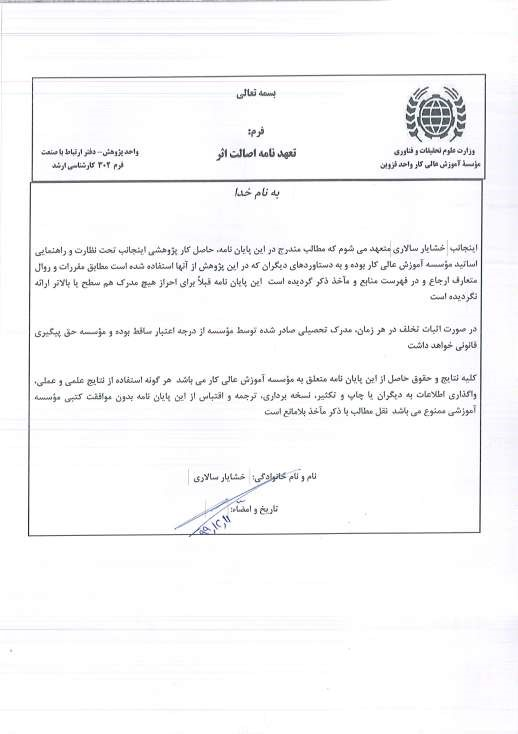 بسمه تعالی
فرم:
تعهد نامه اصالت اثر
وزارت علوم تحقیقات و فناوری
مؤسسهٔ آموزش عالی کار واحد قزوین
واحد پژوهش – دفتر ارتباط با صنعت
فرم ۳۰۲ کارشناسی ارشد
به نام خدا
اینجانب خشایار سالاری متعهد می شوم که مطالب مندرج در این پایان نامه، حاصل کار پژوهشی اینجانب تحت نظارت و راهنمایی
اساتید مؤسسه آموزش عالی کار بوده و به دستاوردهای دیگران که در این پژوهش از آنها استفاده شده است مطابق مقررات و روال
متعارف ارجاع و در فهرست منابع و مآخذ ذکر گردیده است این پایان نامه قبلاً برای احراز هیچ مدرک هم سطح یا بالاتر ارائه
نگردیده است
در صورت اثبات تخلف در هر زمان، مدرک تحصیلی صادر شده توسط مؤسسه از درجه اعتبار ساقط بوده و مؤسسه حق پیگیری
قانونی خواهد داشت
کلیه نتایج و حقوق حاصل از این پایان نامه متعلق به مؤسسه آموزش عالی کار می باشد هر گونه استفاده از نتایج علمی و عملی،
واگذاری اطلاعات به دیگران یا چاپ و تکثیر، نسخه برداری، ترجمه و اقتباس از این پایان نامه بدون موافقت کتبی مؤسسه
آموزشی ممنوع می باشد نقل مطالب با ذکر مآخذ بلامانع است
نام و نام خانوادگی: خشایار سالاری
تاریخ و امضاء: